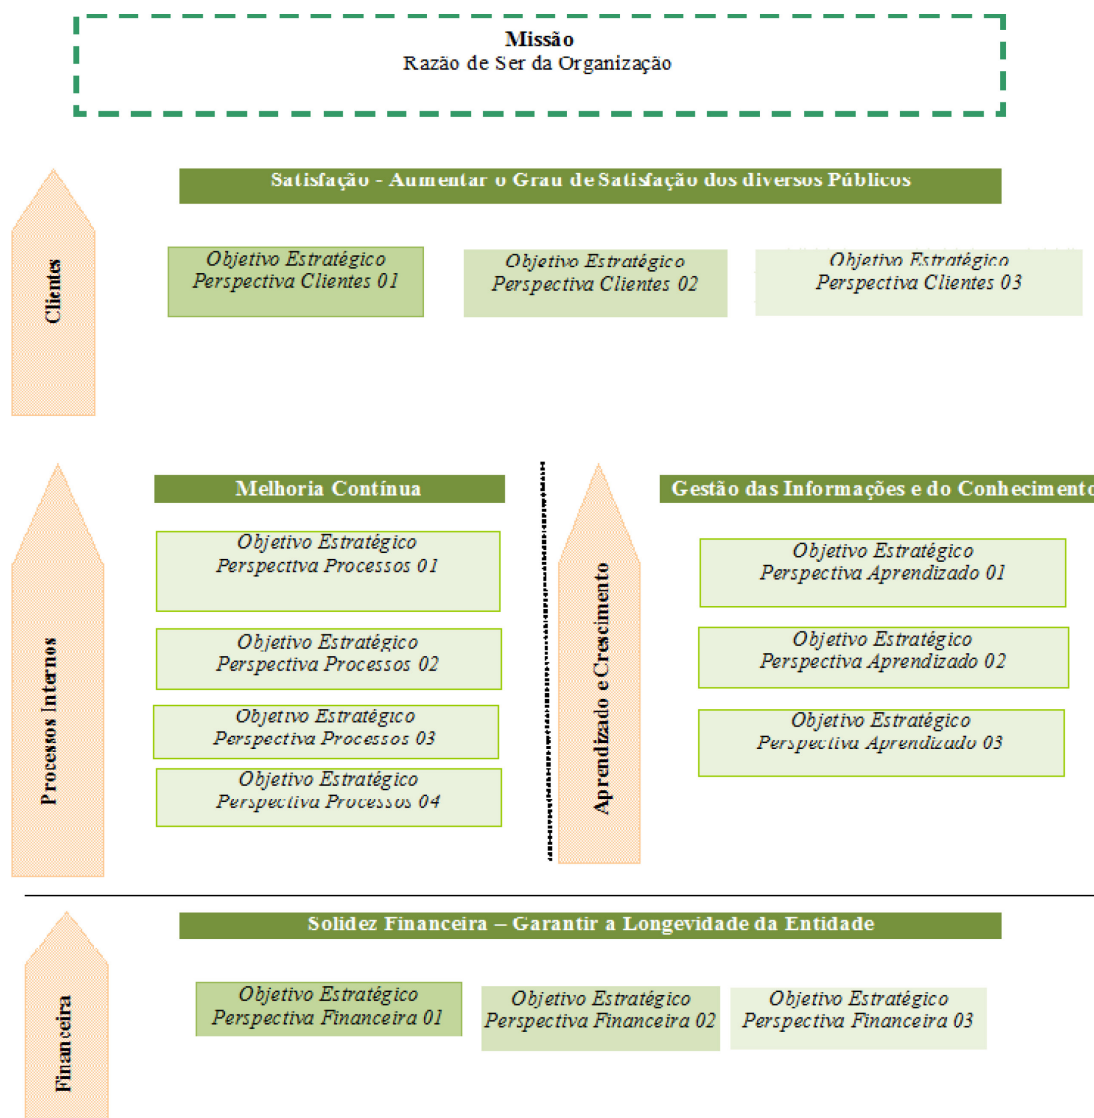 Missão
Razão de Ser da Organização
Satisfação - Aumentar o Grau de Satisfação dos diversos Públicos
Clientes
Objetivo Estratégico
Perspectiva Clientes 01
Objetivo Estratégico
Perspectiva Clientes 02
Objetivo Estratégico
Perspectiva Clientes 03
Processos Internos
Melhoria Contínua
Objetivo Estratégico
Perspectiva Processos 01
Objetivo Estratégico
Perspectiva Processos 02
Objetivo Estratégico
Perspectiva Processos 03
Objetivo Estratégico
Perspectiva Processos 04
Aprendizado e Crescimento
Gestão das Informações e do Conhecimento
Objetivo Estratégico
Perspectiva Aprendizado 01
Objetivo Estratégico
Perspectiva Aprendizado 02
Objetivo Estratégico
Perspectiva Aprendizado 03
Financeira
Solidez Financeira – Garantir a Longevidade da Entidade
Objetivo Estratégico
Perspectiva Financeira 01
Objetivo Estratégico
Perspectiva Financeira 02
Objetivo Estratégico
Perspectiva Financeira 03